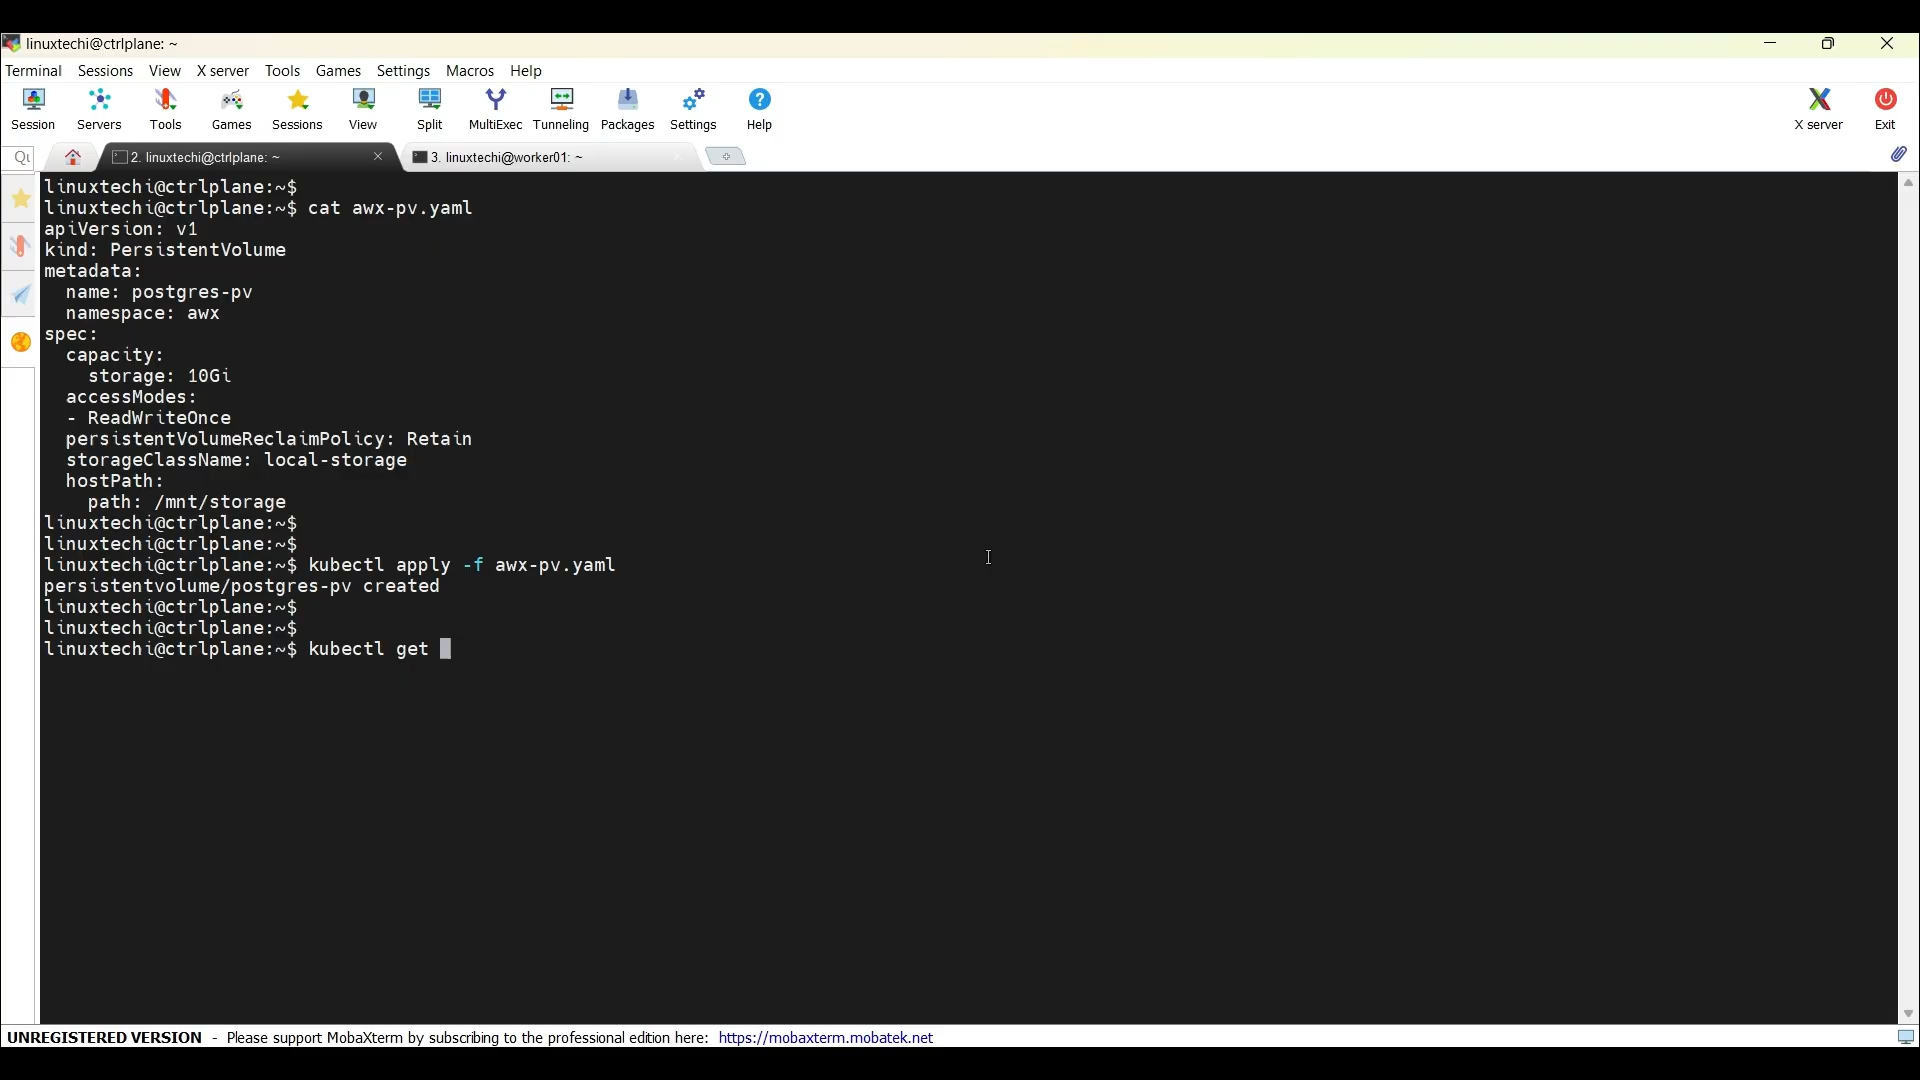 linuxtechi@ctrlplane: ~
Terminal Sessions View X server Tools Games Settings Macros Help
Session Servers Tools Games Sessions View Split MultiExec Tunneling Packages Settings Help X server Exit
2. linuxtechi@ctrlplane: ~ 3. linuxtechi@worker01: ~
linuxtechi@ctrlplane:~$
linuxtechi@ctrlplane:~$ cat awx-pv.yaml
apiVersion: v1
kind: PersistentVolume
metadata:
  name: postgres-pv
  namespace: awx
spec:
  capacity:
    storage: 10Gi
  accessModes:
  - ReadWriteOnce
  persistentVolumeReclaimPolicy: Retain
  storageClassName: local-storage
  hostPath:
    path: /mnt/storage
linuxtechi@ctrlplane:~$
linuxtechi@ctrlplane:~$
linuxtechi@ctrlplane:~$ kubectl apply -f awx-pv.yaml
persistentvolume/postgres-pv created
linuxtechi@ctrlplane:~$
linuxtechi@ctrlplane:~$
linuxtechi@ctrlplane:~$ kubectl get
UNREGISTERED VERSION - Please support MobaXterm by subscribing to the professional edition here: https://mobaxterm.mobatek.net